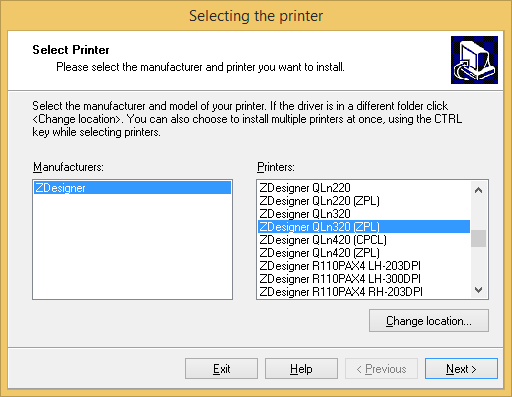 Selecting the printer
Select Printer
Please select the manufacturer and printer you want to install.
Select the manufacturer and model of your printer. If the driver is in a different folder click
<Change location>. You can also choose to install multiple printers at once, using the CTRL
key while selecting printers.
Manufacturers:
ZDesigner
Printers:
ZDesigner QLn220
ZDesigner QLn220 (ZPL)
ZDesigner QLn320
ZDesigner QLn320 (ZPL)
ZDesigner QLn420 (CPCL)
ZDesigner QLn420 (ZPL)
ZDesigner R110PAX4 LH-203DPI
ZDesigner R110PAX4 LH-300DPI
ZDesigner R110PAX4 RH-203DPI
Change location...
Exit
Help
< Previous
Next >